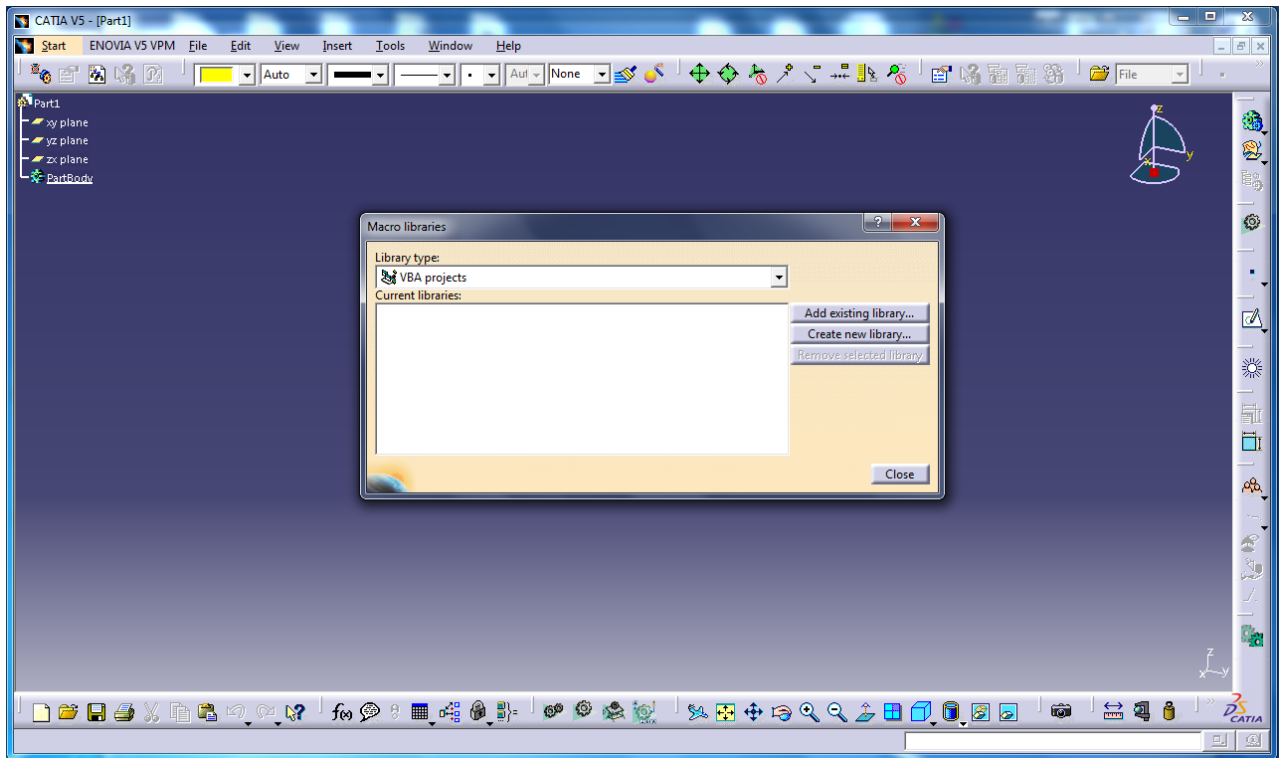 CATIA V5 - [Part1]
Start ENOVIA V5 VPM File Edit View Insert Tools Window Help
Auto Aut None File
Part1
xy plane
yz plane
zx plane
PartBody
z
y
x
Macro libraries
Library type:
VBA projects
Current libraries:
Add existing library...
Create new library...
Remove selected library
Close
z
x y
f(x)
CATIA